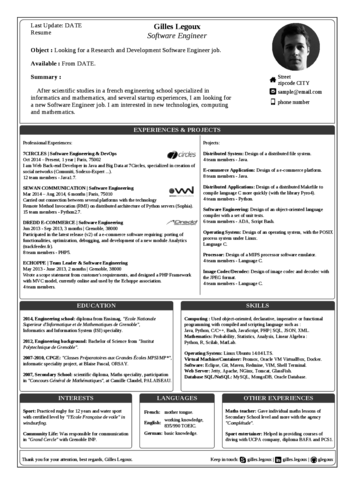 Last Update: DATE
Resume
Gilles Legoux
Software Engineer
Object : Looking for a Research and Development Software Engineer job.
Available : From DATE.
Summary :
After scientific studies in a french engineering school specialized in
informatics and mathematics, and several startup experiences, I am looking for
a new Software Engineer job. I am interested in new technologies, computing
and mathematics.
Street
zipcode CITY
sample@email.com
phone number
EXPERIENCES & PROJECTS
Professional Experiences:
7CIRCLES | Software Engineering & DevOps
Oct 2014 - Present, 1 year | Paris, 75002
Lux Web Back-end Developer in Java and Big Data at 7Circles, specialized in creation of
social networks (Comuniti, Sodexo-Expert ...).
12 team members - Java1.7.
SEWAN COMMUNICATION | Software Engineering
Mar 2014 - Aug 2014, 6 months | Paris, 75010
Carried out connection between several platforms with the technology
Remote Method Invocation (RMI) on distributed architecture of Python servers (Sophia).
15 team members - Python2.7.
DREDD E-COMMERCE | Software Engineering
Jun 2013 - Sep 2013, 3 months | Grenoble, 38000
Participated in the latest release (v2) of a e-commerce software requiring: porting of
functionalities, optimization, debugging, and development of a new module Analytics
(trackfeeder.fr).
8 team members - PHP5.
ECHOPPE | Team Leader & Software Engineering
May 2013 - June 2013, 2 months | Grenoble, 38000
Wrote a scope statement from customer's requirements, and designed a PHP Framework
with MVC model, currently online and used by the Echoppe association.
4 team members.
7circles
Dredd
Projects:
Distributed System: Design of a distributed file system.
4 team members - Java.
E-commerce Application: Design of a e-commerce platform.
8 team members - Java.
Distributed Application: Design of a distributed Makefile to
compile language C more quickly (with the library Pyro4).
4 team members - Python.
Software Engineering: Design of an object-oriented language
compiler with a set of unit tests.
6 team members - ADA, Script Bash.
Operating System: Design of an operating system, with the POSIX
process system under Linux.
Language C.
Processor: Design of a MIPS processor software emulator.
4 team members - Language C.
Image Coder/Decoder: Design of image coder and decoder with
the JPEG format.
4 team members - Language C.
EDUCATION
2014, Engineering school: diploma from Ensimag, "Ecole Nationale
Superieur d'Informatique et de Mathematiques de Grenoble",
Informatics and Information System (ISI) speciality.
2012, Engineering background: Bachelor of Science from "Institut
Polytechnique de Grenoble".
2007-2010, CPGE: "Classes Préparatoires aux Grandes Écoles MPSI/MP*",
informatic speciality project, at Blaise Pascal, ORSAY.
2007, Secondary School: scientific diploma, Maths speciality, participation
in "Concours Général de Mathématiques", at Camille Claudel, PALAISEAU.
SKILLS
Computing : Used object-oriented, declarative, imperative or functional
programming with compiled and scripting language such as :
Java, Python, C/C++, Bash, JavaScript, PHP | SQL, JSON, XML.
Mathematics: Probability, Statistics, Analysis, Linear Algebra :
Python, R, Scilab, MatLab.
Operating System: Linux Ubuntu 14.04 LTS.
Virtual Machine/Container: Proxmox, Oracle VM VirtualBox, Docker.
Software: Eclipse, Git, Maven, Redmine, VIM, Shell Terminal.
Web Server: Jetty, Apache, NGinx, Tomcat, GlassFish.
Database SQL/NoSQL: MySQL, MongoDB, Oracle Database.
INTERESTS
Sport: Practiced rugby for 12 years and water sport
with certified level by "l'Ecole Française de voile" in
windsurfing.
Community Life: Was responsible for communication
in "Grand Cercle" with Grenoble INP.
LANGUAGES
French: mother tongue.
English: working knowledge,
835/990 TOEIC.
German: basic knowledge.
OTHER EXPERIENCES
Maths teacher: Gave individual maths lessons of
Secondary School level and more with the agency
"Complétude".
Sport entertainer: Helped in providing courses of
diving with UCPA company, diploma BAFA and PCS1.
Thank you for your attention, best regards, Gilles Legoux.
Keep in touch: gilles.legoux | gilles.legoux | glegoux